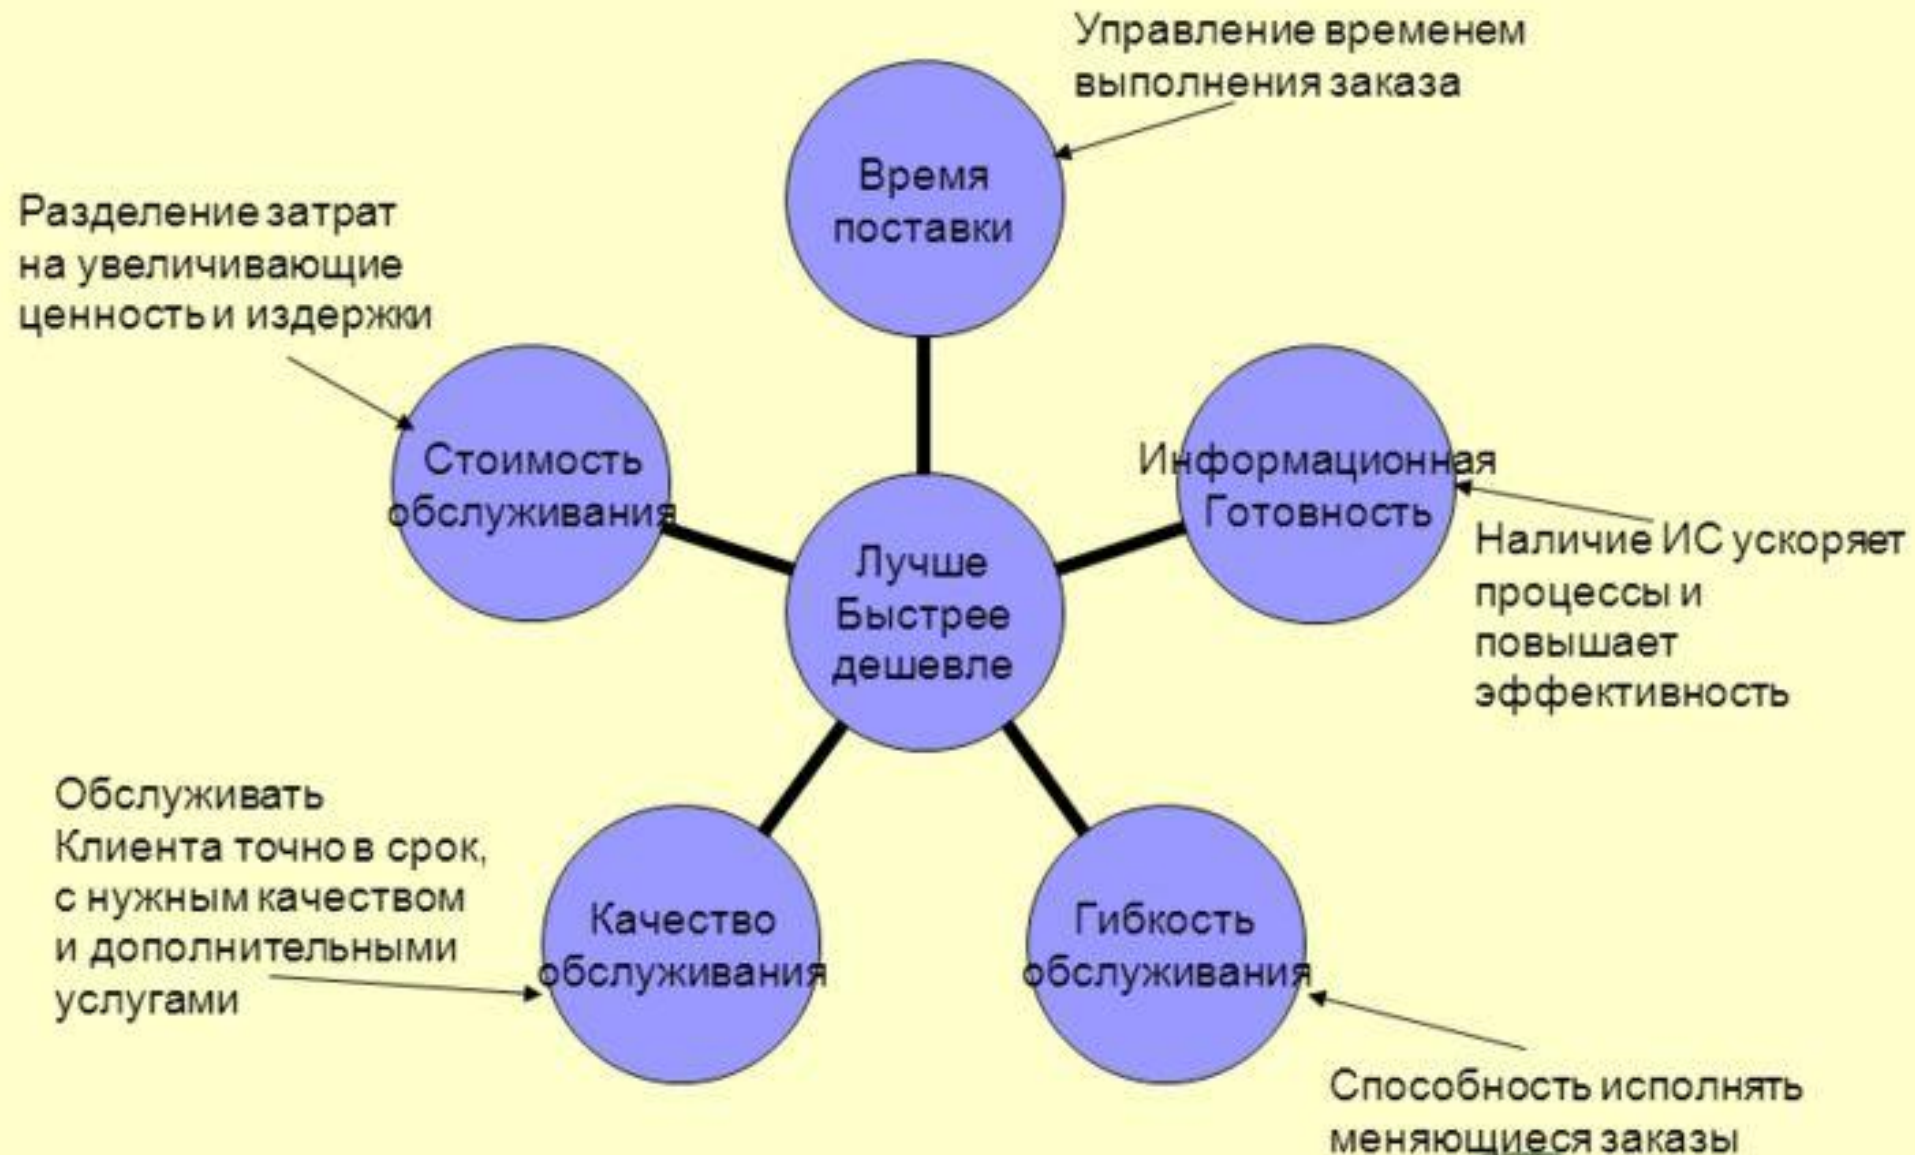 Управление временем
выполнения заказа
Время
поставки
Разделение затрат
на увеличивающие
ценность и издержки
Стоимость
обслуживания
Информационная
Готовность
Наличие ИС ускоряет
процессы и
повышает
эффективность
Лучше
Быстрее
дешевле
Обслуживать
Клиента точно в срок,
с нужным качеством
и дополнительными
услугами
Качество
обслуживания
Гибкость
обслуживания
Способность исполнять
меняющиеся заказы